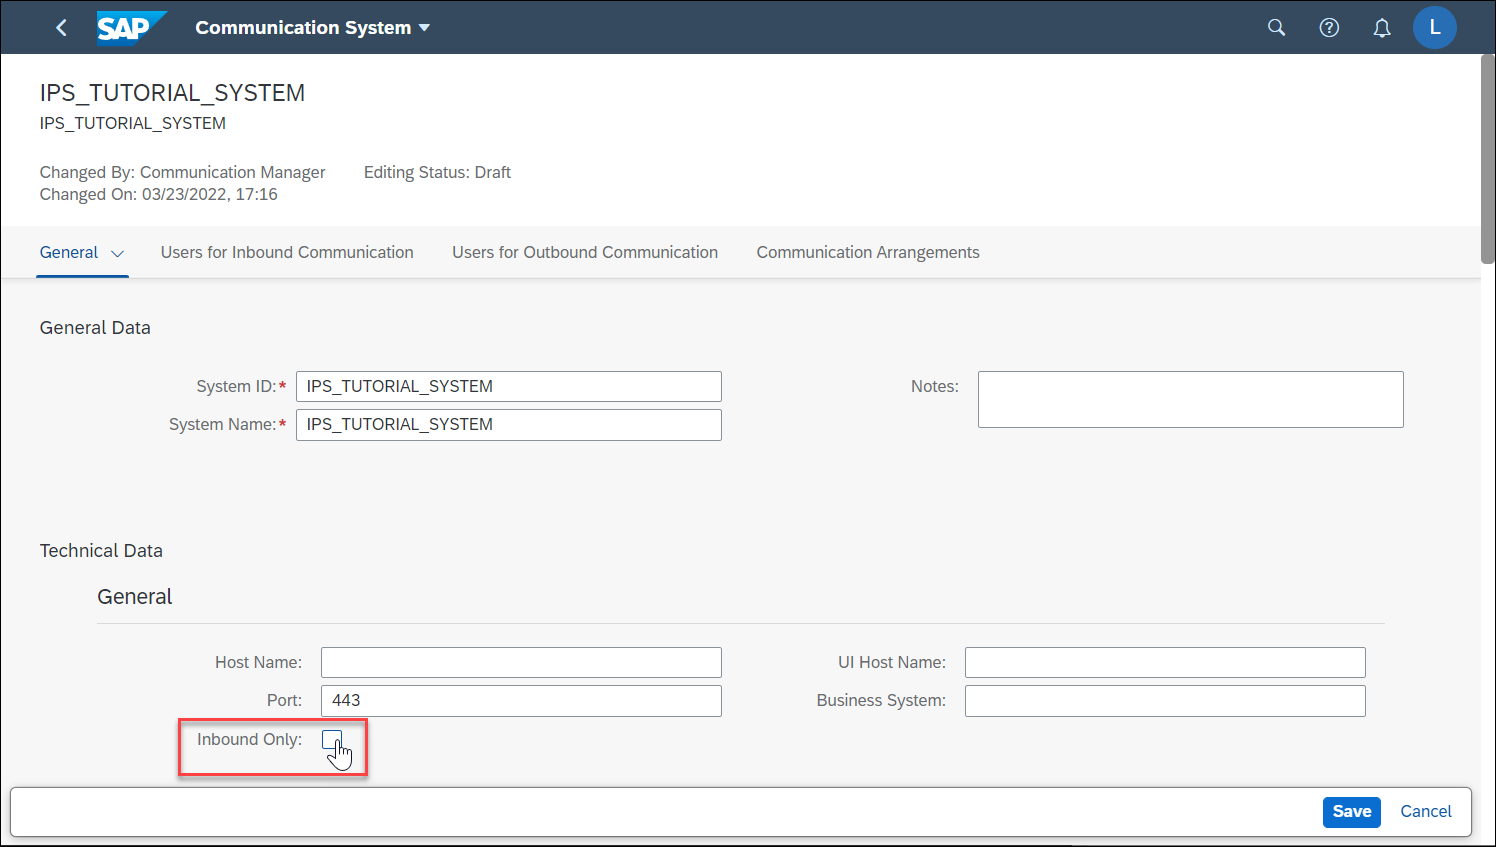 SAP Communication System
L
IPS_TUTORIAL_SYSTEM
IPS_TUTORIAL_SYSTEM
Changed By: Communication Manager Editing Status: Draft
Changed On: 03/23/2022, 17:16
General Users for Inbound Communication Users for Outbound Communication Communication Arrangements
General Data
System ID:* IPS_TUTORIAL_SYSTEM Notes:
System Name:* IPS_TUTORIAL_SYSTEM
Technical Data
General
Host Name: UI Host Name:
Port: 443 Business System:
Inbound Only:
Save Cancel